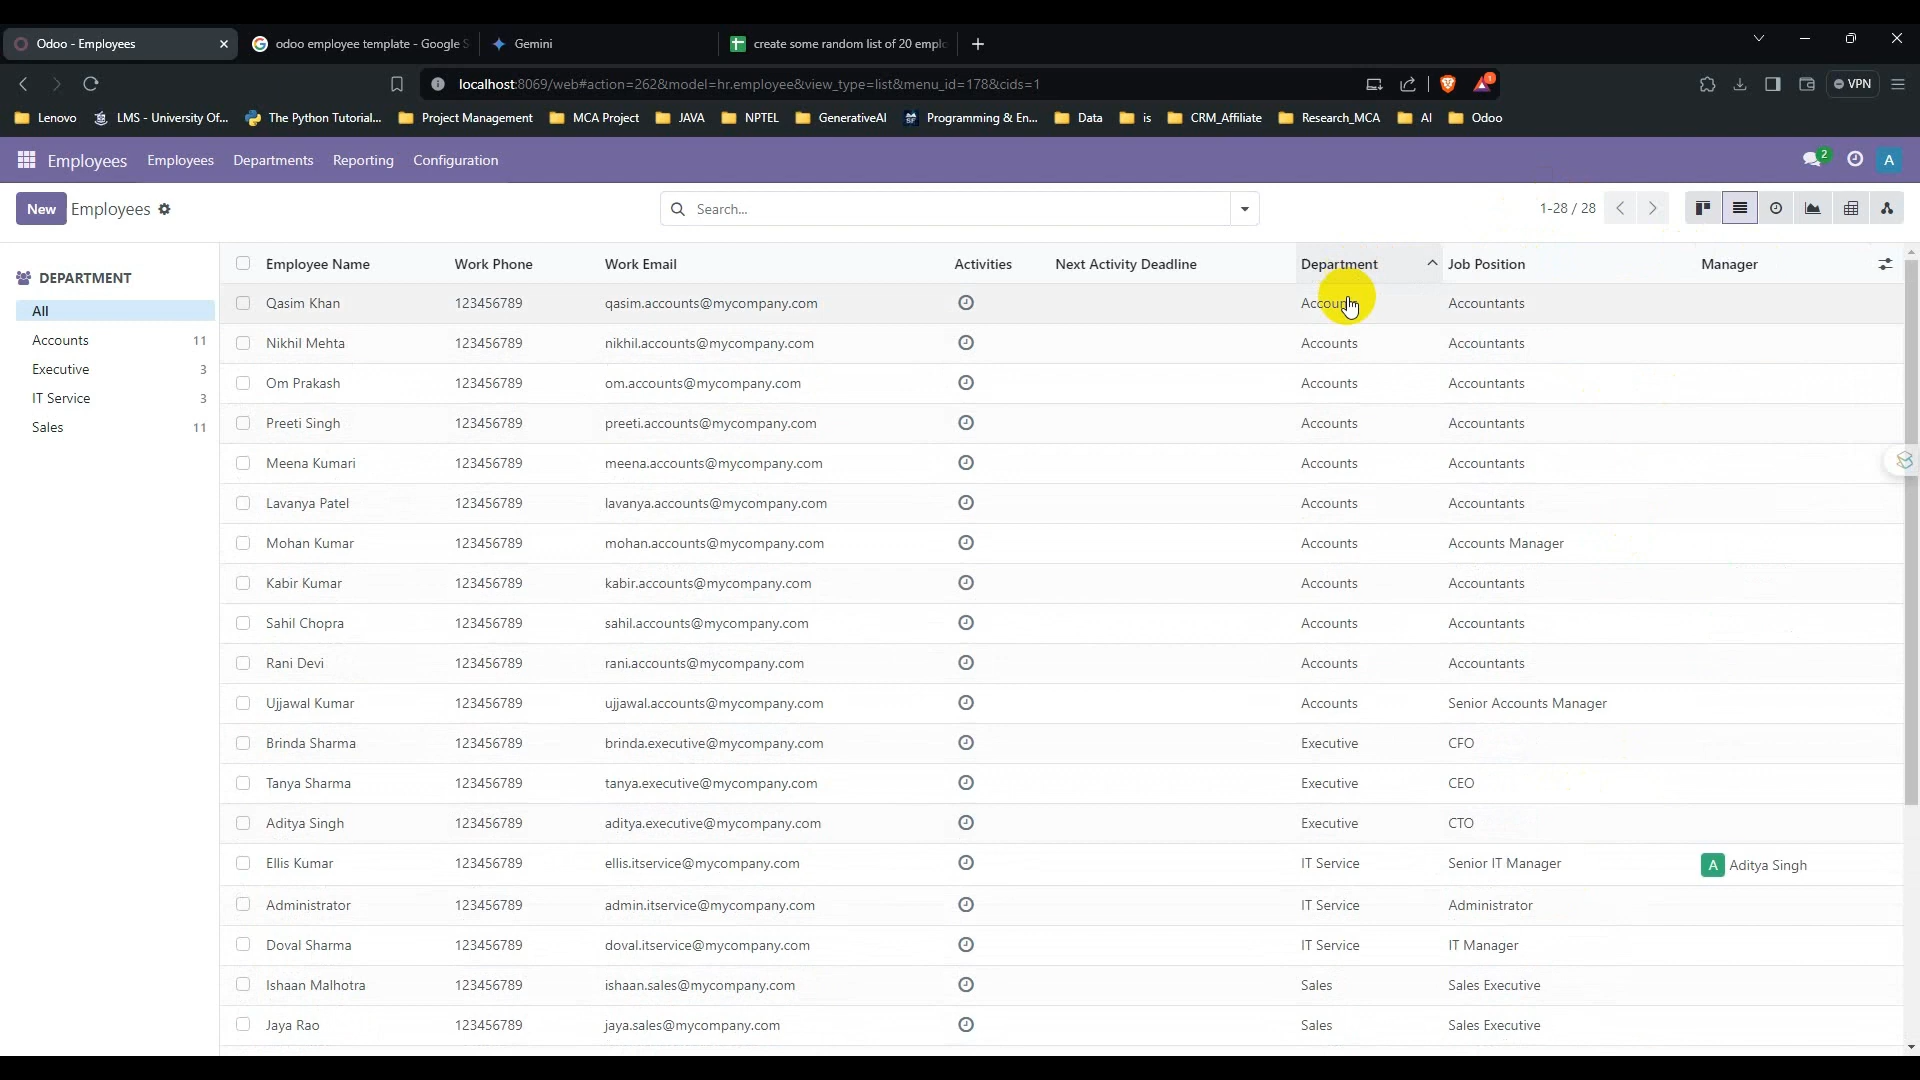 Odoo - Employees
odoo employee template - Google S
Gemini
create some random list of 20 emplo
localhost:8069/web#action=262&model=hr.employee&view_type=list&menu_id=178&cids=1
1
VPN
Lenovo
LMS - University Of...
The Python Tutorial...
Project Management
MCA Project
JAVA
NPTEL
GenerativeAI
Programming & En...
Data
is
CRM_Affiliate
Research_MCA
AI
Odoo
Employees
Employees
Departments
Reporting
Configuration
2
A
New
Employees
Search...
1-28 / 28
DEPARTMENT
All
Accounts 11
Executive 3
IT Service 3
Sales 11
Employee Name Work Phone Work Email Activities Next Activity Deadline Department Job Position Manager
Qasim Khan 123456789 qasim.accounts@mycompany.com Accounts Accountants
Nikhil Mehta 123456789 nikhil.accounts@mycompany.com Accounts Accountants
Om Prakash 123456789 om.accounts@mycompany.com Accounts Accountants
Preeti Singh 123456789 preeti.accounts@mycompany.com Accounts Accountants
Meena Kumari 123456789 meena.accounts@mycompany.com Accounts Accountants
Lavanya Patel 123456789 lavanya.accounts@mycompany.com Accounts Accountants
Mohan Kumar 123456789 mohan.accounts@mycompany.com Accounts Accounts Manager
Kabir Kumar 123456789 kabir.accounts@mycompany.com Accounts Accountants
Sahil Chopra 123456789 sahil.accounts@mycompany.com Accounts Accountants
Rani Devi 123456789 rani.accounts@mycompany.com Accounts Accountants
Ujjawal Kumar 123456789 ujjawal.accounts@mycompany.com Accounts Senior Accounts Manager
Brinda Sharma 123456789 brinda.executive@mycompany.com Executive CFO
Tanya Sharma 123456789 tanya.executive@mycompany.com Executive CEO
Aditya Singh 123456789 aditya.executive@mycompany.com Executive CTO
Ellis Kumar 123456789 ellis.itservice@mycompany.com IT Service Senior IT Manager A Aditya Singh
Administrator 123456789 admin.itservice@mycompany.com IT Service Administrator
Doval Sharma 123456789 doval.itservice@mycompany.com IT Service IT Manager
Ishaan Malhotra 123456789 ishaan.sales@mycompany.com Sales Sales Executive
Jaya Rao 123456789 jaya.sales@mycompany.com Sales Sales Executive